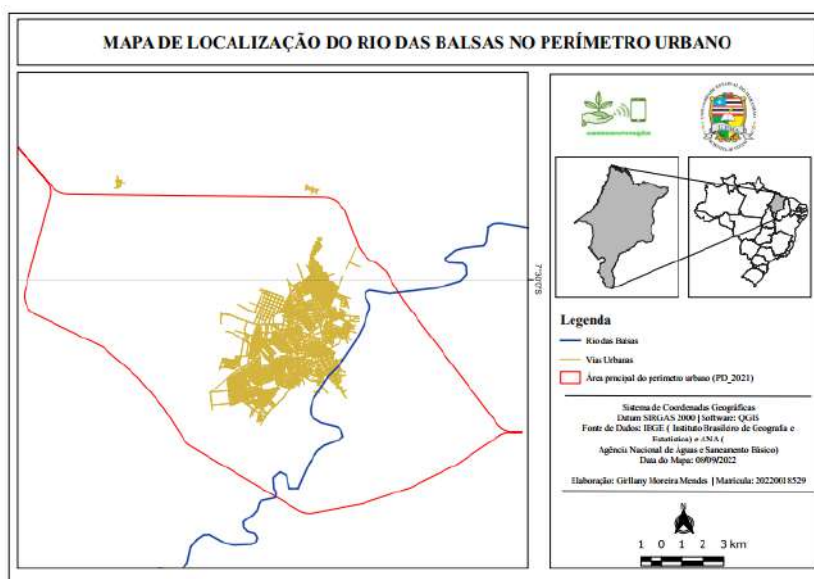 MAPA DE LOCALIZAÇÃO DO RIO DAS BALSAS NO PERÍMETRO URBANO
7°30'0"S
Legenda
Rio das Balsas
Vias Urbanas
Área principal do perímetro urbano (PD_2021)
Sistema de Coordenadas Geográficas
Datum SIRGAS 2000 | Software: QGIS
Fonte de Dados: IBGE ( Instituto Brasileiro de Geografia e
Estatística) e ANA (
Agência Nacional de Águas e Saneamento Básico)
Data do Mapa: 08/09/2022
Elaboração: Girllany Moreira Mendes | Matrícula: 20220018529
N
1 0 1 2 3 km